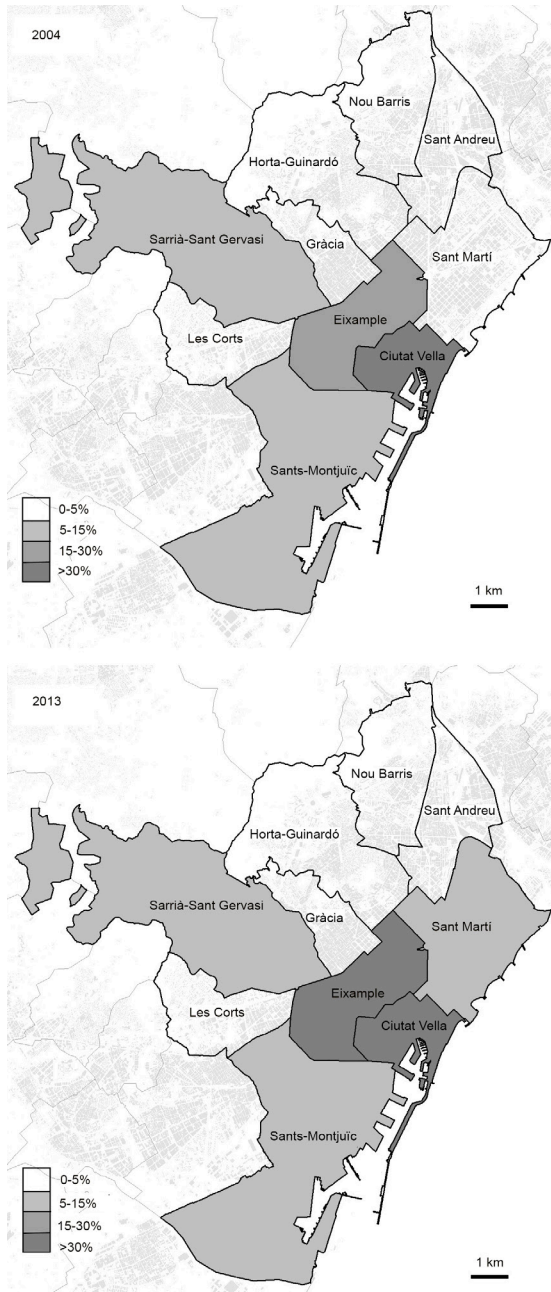 2004
Nou Barris
Sant Andreu
Horta-Guinardó
Sarrià-Sant Gervasi
Gràcia
Sant Martí
Eixample
Les Corts
Ciutat Vella
Sants-Montjuïc
0-5%
5-15%
15-30%
>30%
1 km
2013
Nou Barris
Sant Andreu
Horta-Guinardó
Sarrià-Sant Gervasi
Gràcia
Sant Martí
Eixample
Les Corts
Ciutat Vella
Sants-Montjuïc
0-5%
5-15%
15-30%
>30%
1 km